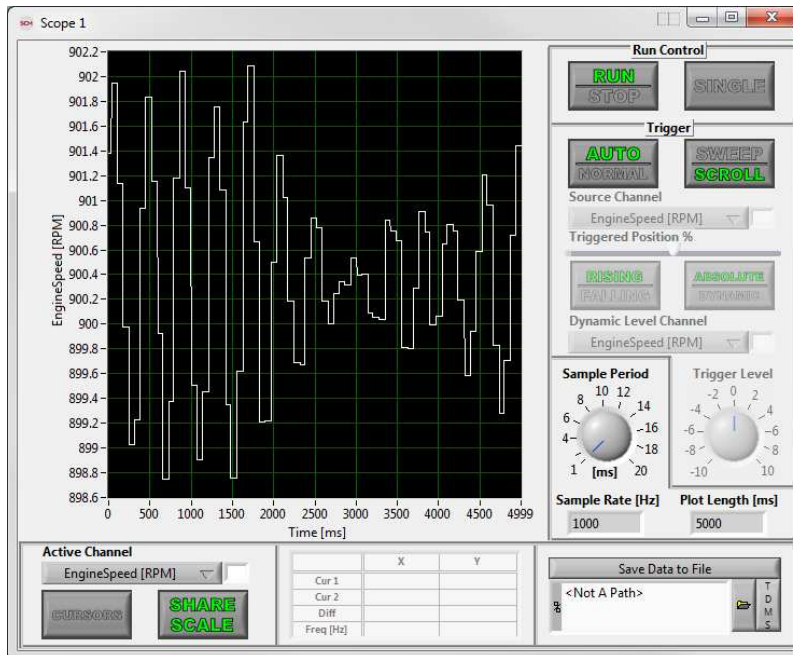 SCM Scope 1
EngineSpeed [RPM]
902.2
902
901.8
901.6
901.4
901.2
901
900.8
900.6
900.4
900.2
900
899.8
899.6
899.4
899.2
899
898.8
898.6
0 500 1000 1500 2000 2500 3000 3500 4000 4500 4999
Time [ms]
Run Control
RUN
STOP
SINGLE
Trigger
AUTO
NORMAL
SWEEP
SCROLL
Source Channel
EngineSpeed [RPM]
Triggered Position %
RISING
FALLING
ABSOLUTE
DYNAMIC
Dynamic Level Channel
EngineSpeed [RPM]
Sample Period
1 4 6 8 10 12 14 16 18 20
[ms]
Trigger Level
-10 -8 -6 -4 -2 0 2 4 6 8 10
Sample Rate [Hz]
1000
Plot Length [ms]
5000
Active Channel
EngineSpeed [RPM]
CURSORS
SHARE
SCALE
X Y
Cur 1
Cur 2
Diff
Freq [Hz]
Save Data to File
<Not A Path>
TDMS